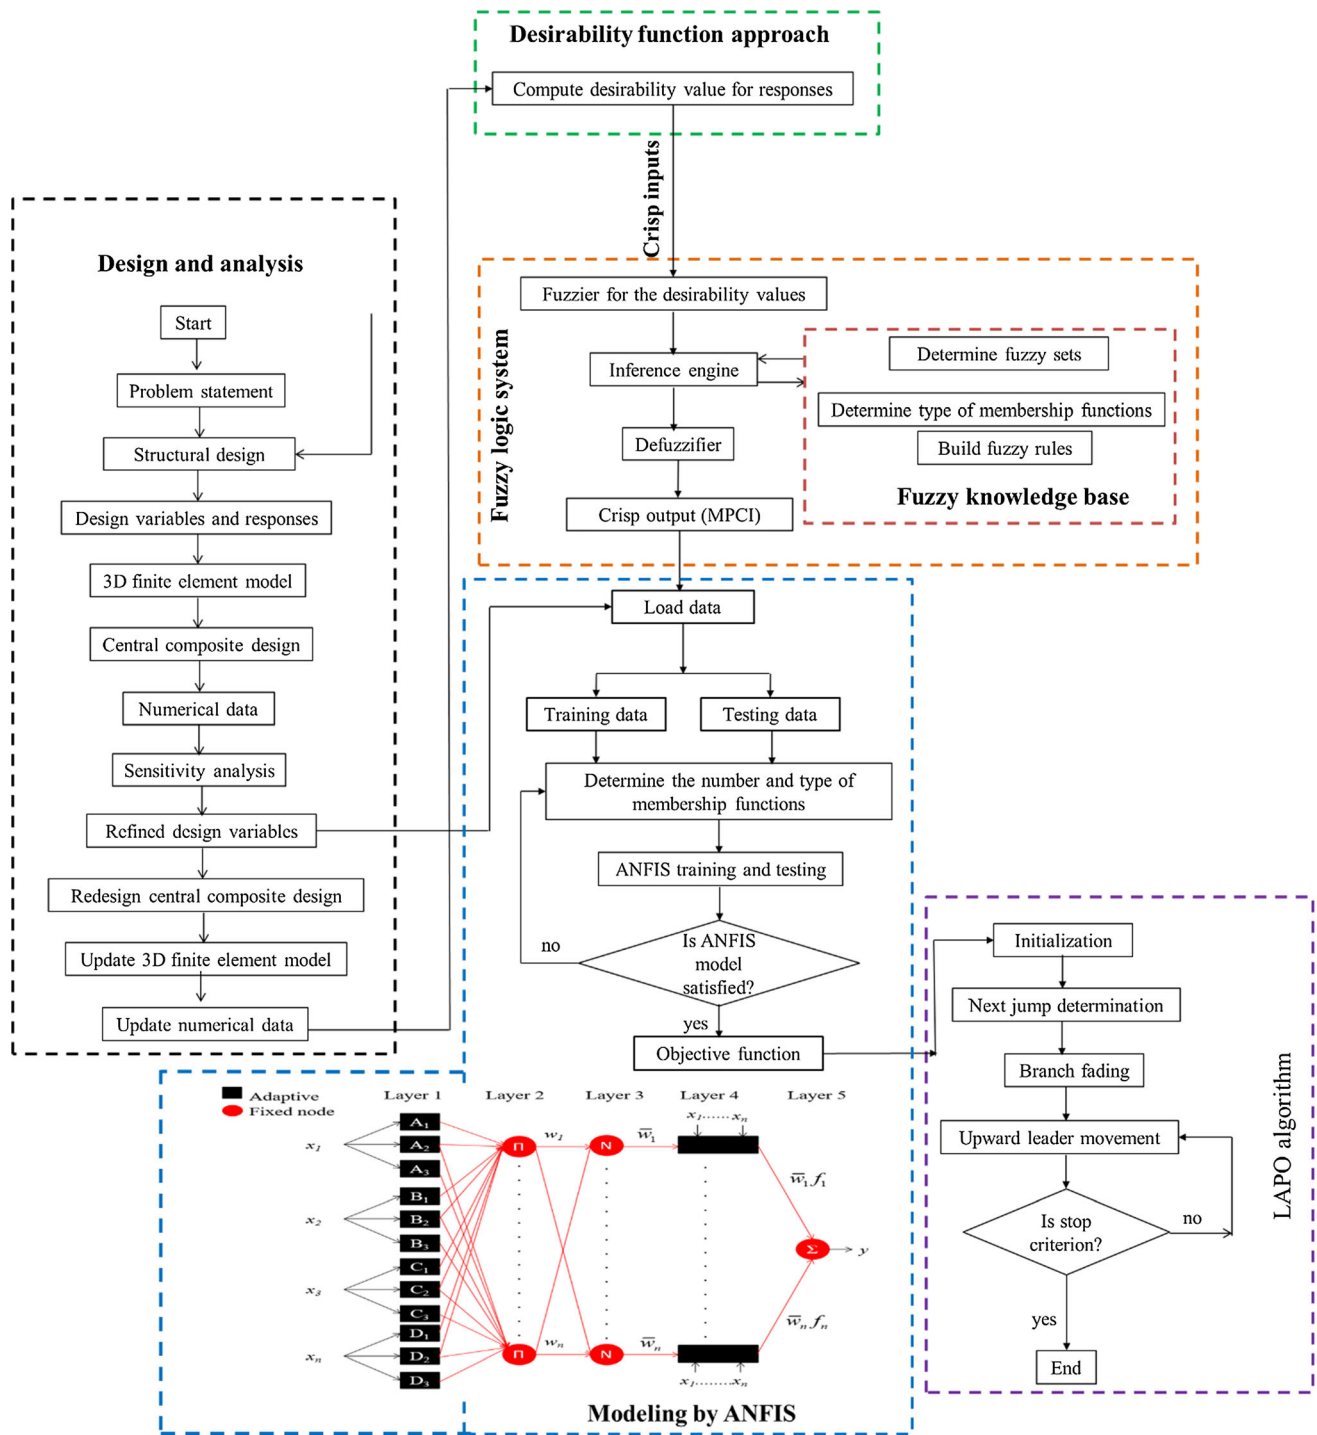 Desirability function approach
Compute desirability value for responses
Crisp inputs
Design and analysis
Start
Problem statement
Structural design
Design variables and responses
3D finite element model
Central composite design
Numerical data
Sensitivity analysis
Refined design variables
Redesign central composite design
Update 3D finite element model
Update numerical data
Fuzzy logic system
Fuzzier for the desirability values
Inference engine
Defuzzifier
Crisp output (MPCI)
Determine fuzzy sets
Determine type of membership functions
Build fuzzy rules
Fuzzy knowledge base
Load data
Training data
Testing data
Determine the number and type of
membership functions
ANFIS training and testing
Is ANFIS
model
satisfied?
no
yes
Objective function
Adaptive
Fixed node
Layer 1
Layer 2
Layer 3
Layer 4
Layer 5
x₁
x₂
x₃
xₙ
A₁
A₂
A₃
B₁
B₂
B₃
C₁
C₂
C₃
D₁
D₂
D₃
Π
Π
w₁
wₙ
N
N
w̅₁
w̅ₙ
x₁......xₙ
x₁........xₙ
w̅₁f₁
w̅ₙfₙ
Σ
y
Modeling by ANFIS
Initialization
Next jump determination
Branch fading
Upward leader movement
Is stop
criterion?
no
yes
End
LAPO algorithm